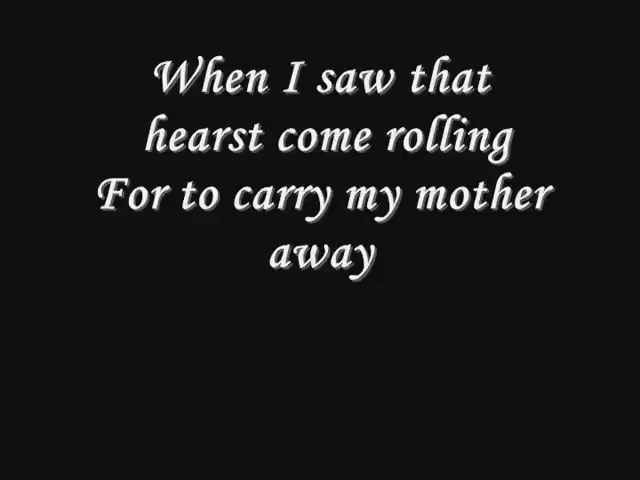 When I saw that
hearst come rolling
For to carry my mother
away